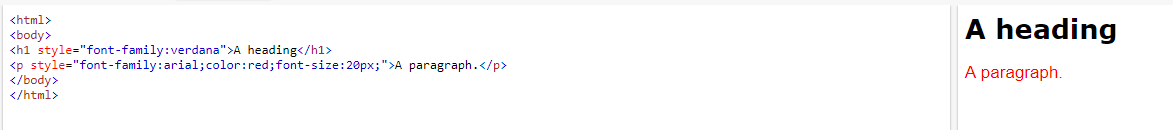 <html>
<body>
<h1 style="font-family:verdana">A heading</h1>
<p style="font-family:arial;color:red;font-size:20px;">A paragraph.</p>
</body>
</html>
A heading
A paragraph.